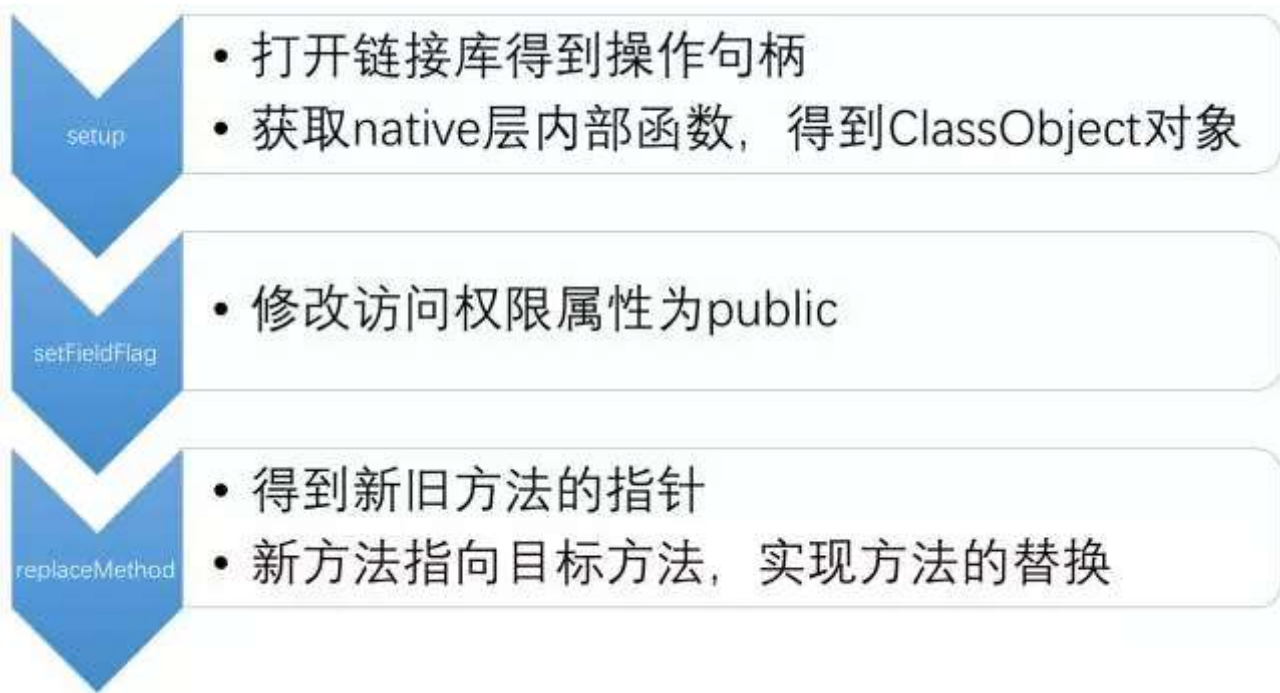 setup
• 打开链接库得到操作句柄
• 获取native层内部函数，得到ClassObject对象
setFieldFlag
• 修改访问权限属性为public
replaceMethod
• 得到新旧方法的指针
• 新方法指向目标方法，实现方法的替换